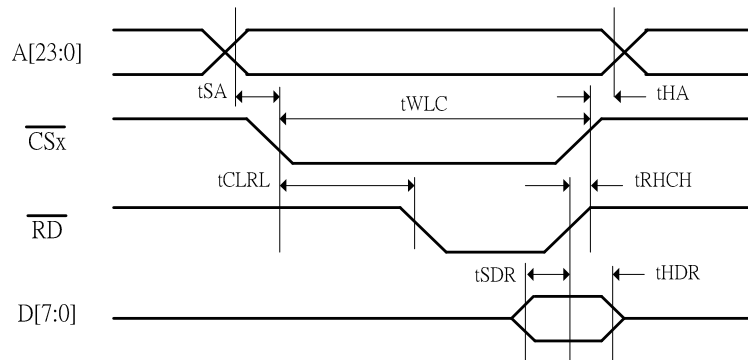 A[23:0]
tSA
tWLC
tHA
CSx
tCLRL
tRHCH
RD
tSDR
tHDR
D[7:0]